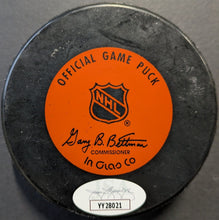 OFFICIAL GAME PUCK
NHL
®
Gary B. Bettman
COMMISSIONER
In Glas Co
YY28021